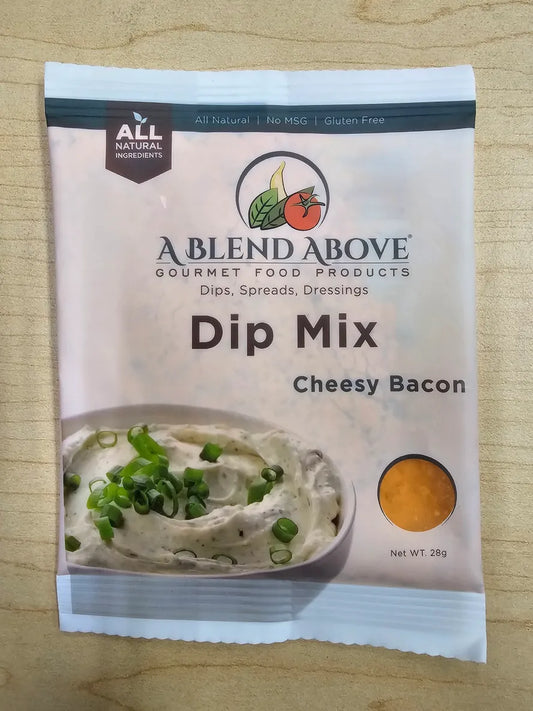 All Natural | No MSG | Gluten Free
ALL
NATURAL
INGREDIENTS
A BLEND ABOVE®
GOURMET FOOD PRODUCTS
Dips, Spreads, Dressings
Dip Mix
Cheesy Bacon
Net WT. 28g